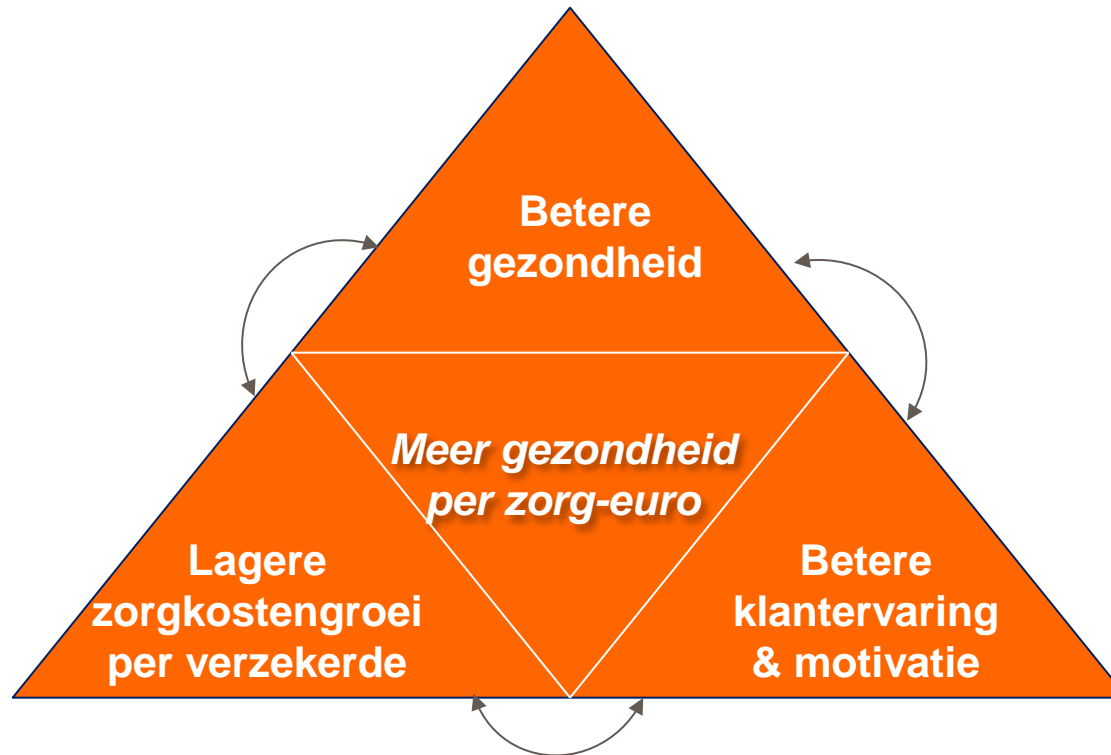 Betere
gezondheid
Meer gezondheid
per zorg-euro
Lagere
zorgkostengroei
per verzekerde
Betere
klantervaring
& motivatie